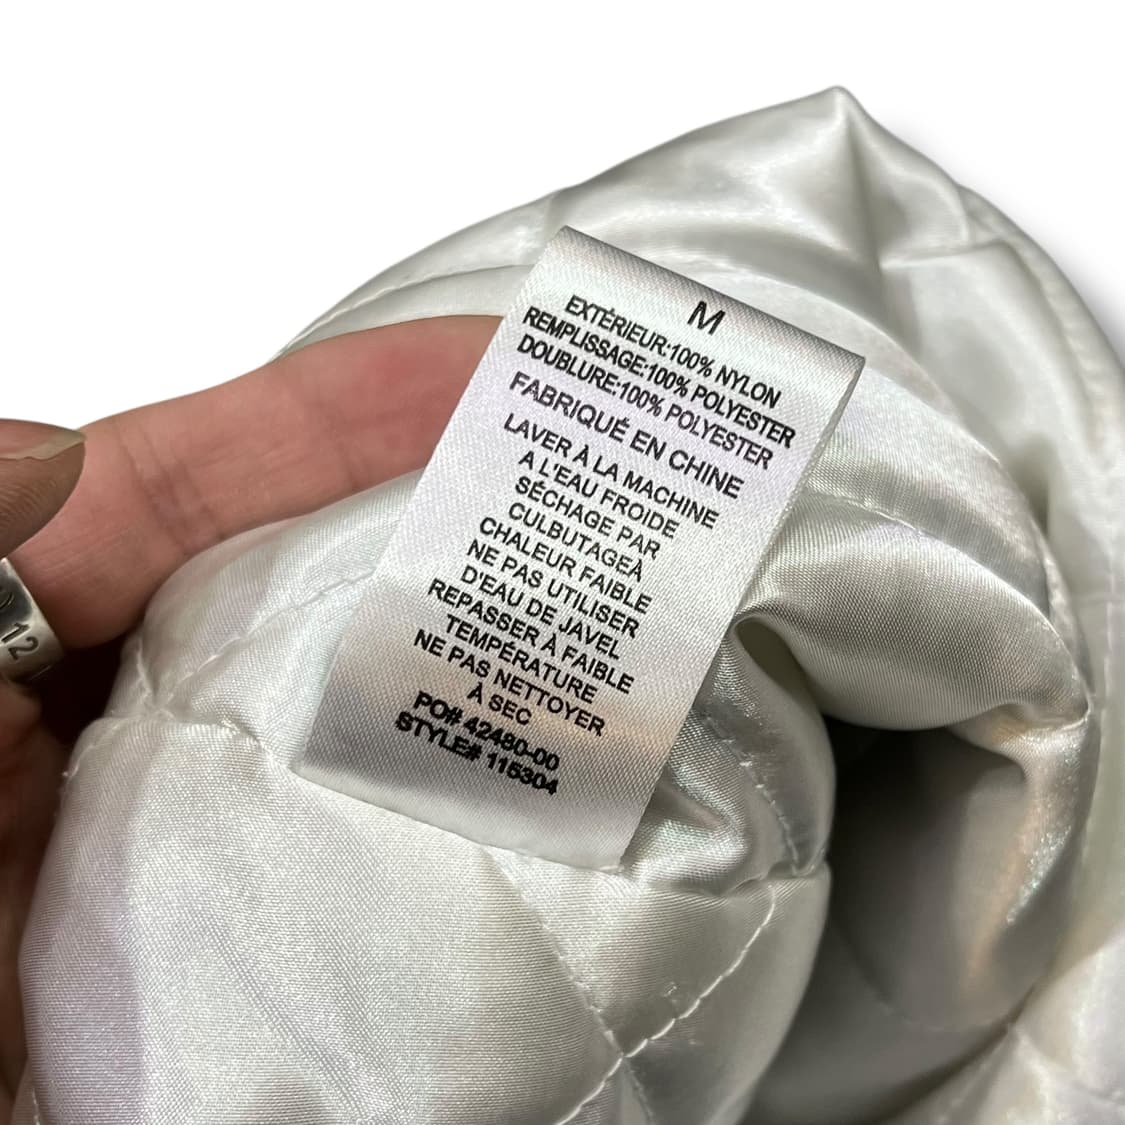 M
EXTÉRIEUR:100% NYLON
REMPLISSAGE:100% POLYESTER
DOUBLURE:100% POLYESTER
FABRIQUÉ EN CHINE
LAVER À LA MACHINE
A L'EAU FROIDE
SÉCHAGE PAR
CULBUTAGEÀ
CHALEUR FAIBLE
NE PAS UTILISER
D'EAU DE JAVEL
REPASSER À FAIBLE
TEMPÉRATURE
NE PAS NETTOYER
À SEC
PO# 42480-00
STYLE# 115304
12